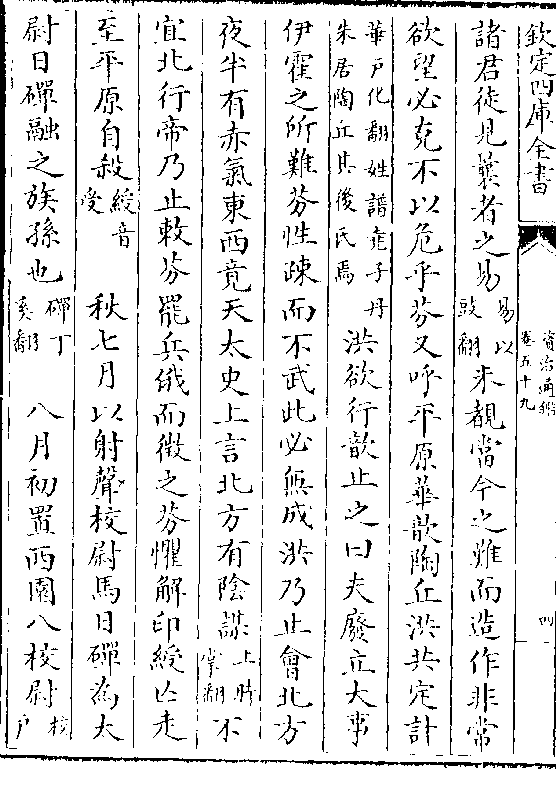 欽定四庫全書
資治通鑑
卷五十九
四
諸君徒見曩者之易易以豉翻未覩當今之難而造作非常
欲望必克不以危乎芬又呼平原華歆陶丘洪共定計
華戶化翻姓譜堯子丹朱居陶丘其後氏焉洪欲行歆止之曰夫廢立大事
伊霍之所難芬性疎而不武此必無成洪乃止會北方
夜半有赤氣東西竟天太史上言北方有陰謀上時掌翻不
宜北行帝乃止敕芬罷兵俄而徵之芬懼解印綬亡走
至平原自殺綬音受秋七月以射聲校尉馬日磾為太
尉日磾融之族孫也磾丁奚翻八月初置西園八校尉校戶